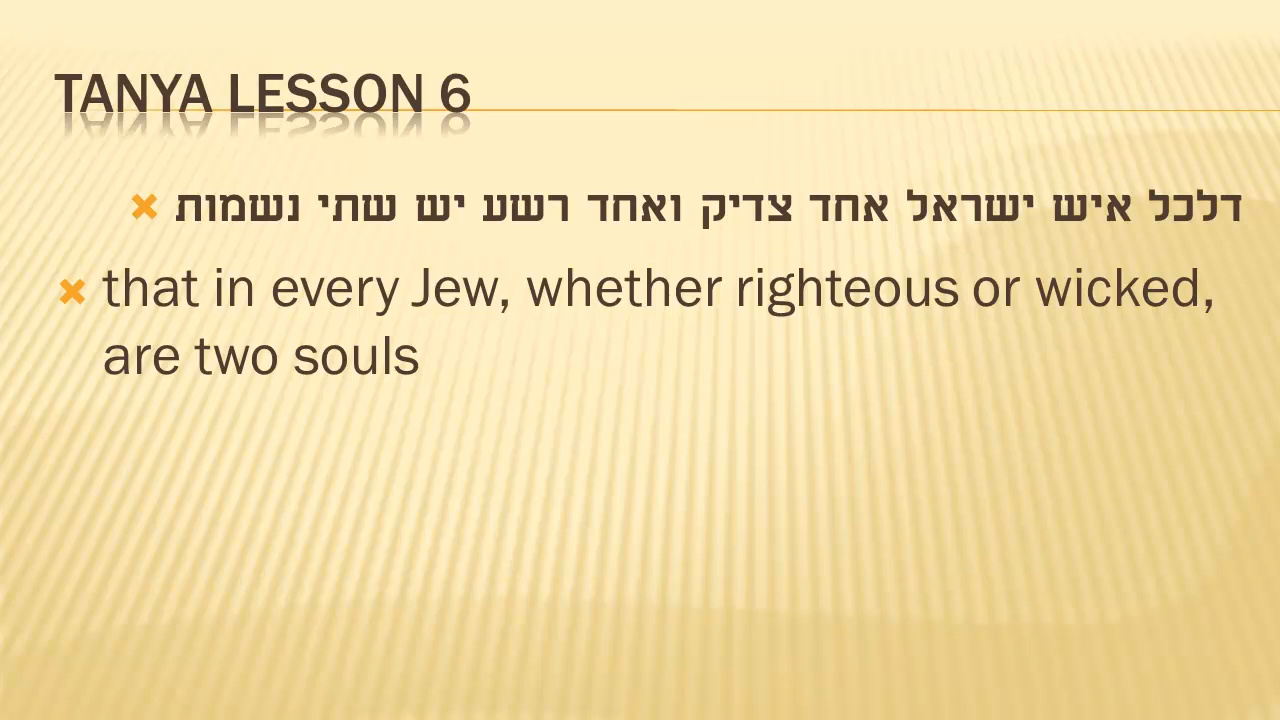 TANYA LESSON 6
דלכל איש ישראל אחד צדיק ואחד רשע יש שתי נשמות
that in every Jew, whether righteous or wicked,
are two souls